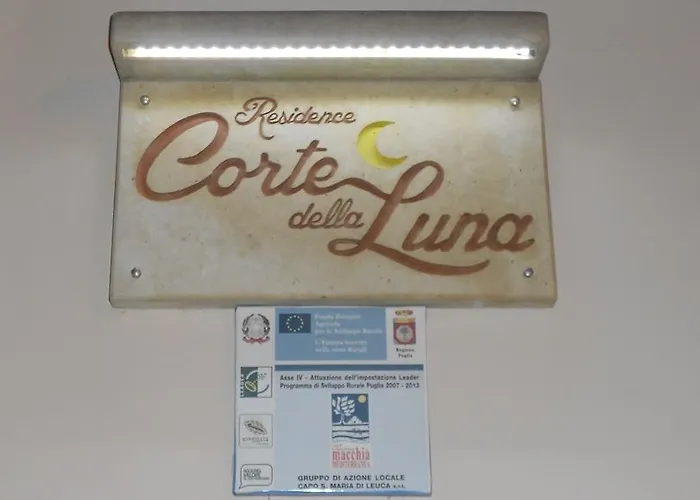 Residence
Corte
della
Luna
Fondo Europeo
Agricolo
per lo Sviluppo Rurale
L'Europa investe
nelle zone Rurali
Regione
Puglia
LEADER
Asse IV - Attuazione dell'impostazione Leader
Programma di Sviluppo Rurale Puglia 2007 - 2013
macchia
MEDITERRANEA
GRUPPO DI AZIONE LOCALE
CAPO S. MARIA DI LEUCA s.r.l.